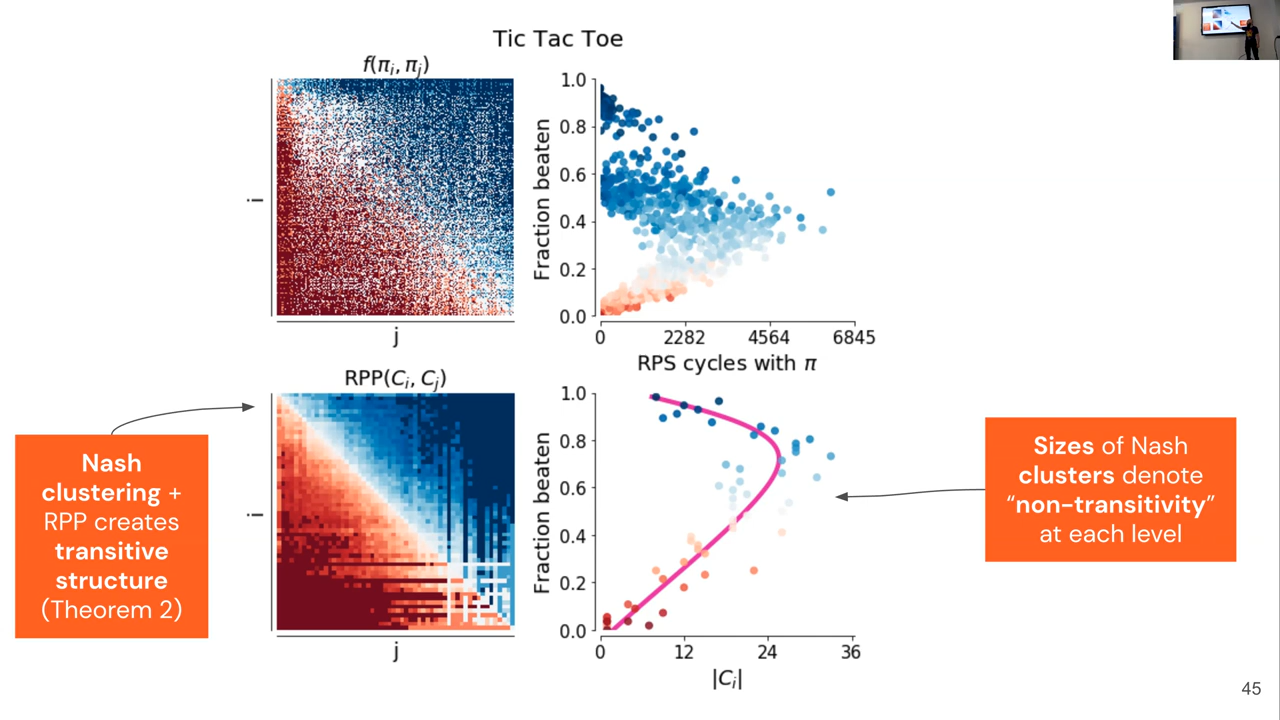 Tic Tac Toe
f(πi, πj)
i
j
Fraction beaten
1.0
0.8
0.6
0.4
0.2
0.0
0
2282
4564
6845
RPS cycles with π
RPP(Ci, Cj)
i
j
Fraction beaten
1.0
0.8
0.6
0.4
0.2
0.0
0
12
24
36
|Ci|
Nash
clustering +
RPP creates
transitive
structure
(Theorem 2)
Sizes of Nash
clusters denote
“non-transitivity”
at each level
45